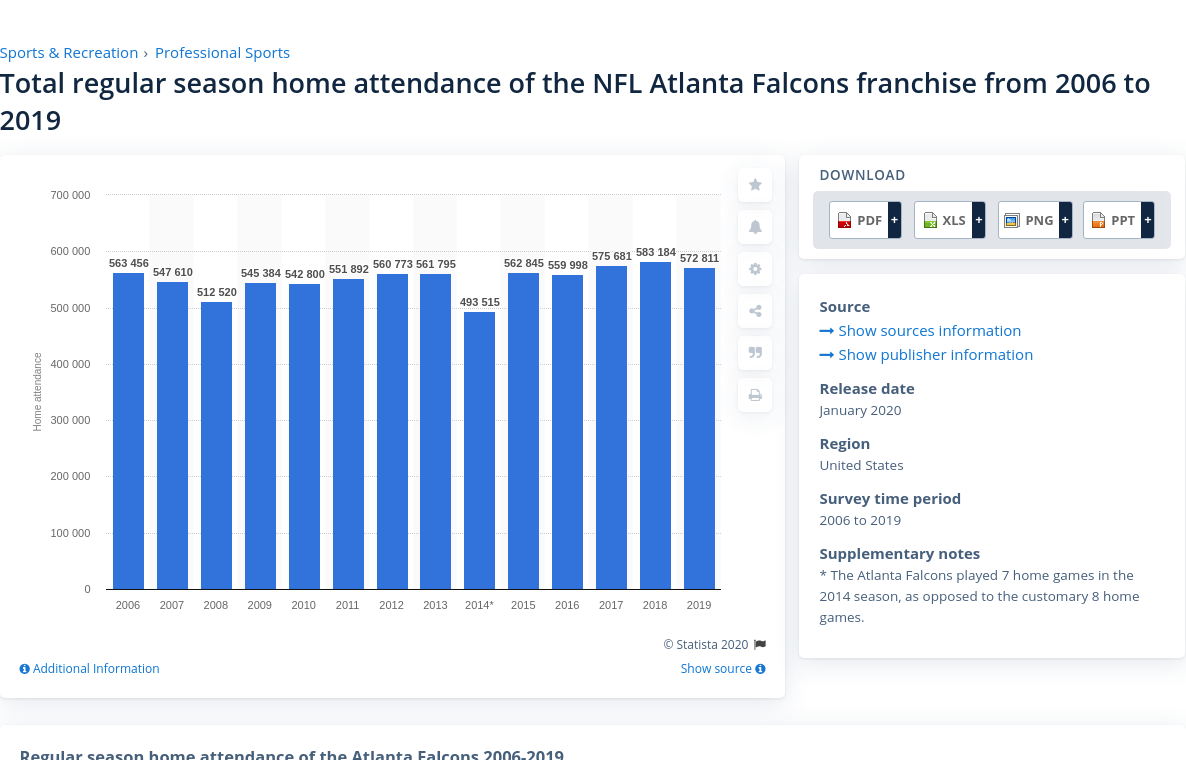 Sports & Recreation › Professional Sports
Total regular season home attendance of the NFL Atlanta Falcons franchise from 2006 to
2019
DOWNLOAD
PDF +
XLS +
PNG +
PPT +
Home attendance
700 000
600 000
500 000
400 000
300 000
200 000
100 000
0
563 456
547 610
512 520
545 384
542 800
551 892
560 773
561 795
493 515
562 845
559 998
575 681
583 184
572 811
2006
2007
2008
2009
2010
2011
2012
2013
2014*
2015
2016
2017
2018
2019
© Statista 2020
Additional Information
Show source
Source
Show sources information
Show publisher information
Release date
January 2020
Region
United States
Survey time period
2006 to 2019
Supplementary notes
* The Atlanta Falcons played 7 home games in the
2014 season, as opposed to the customary 8 home
games.
Regular season home attendance of the Atlanta Falcons 2006-2019